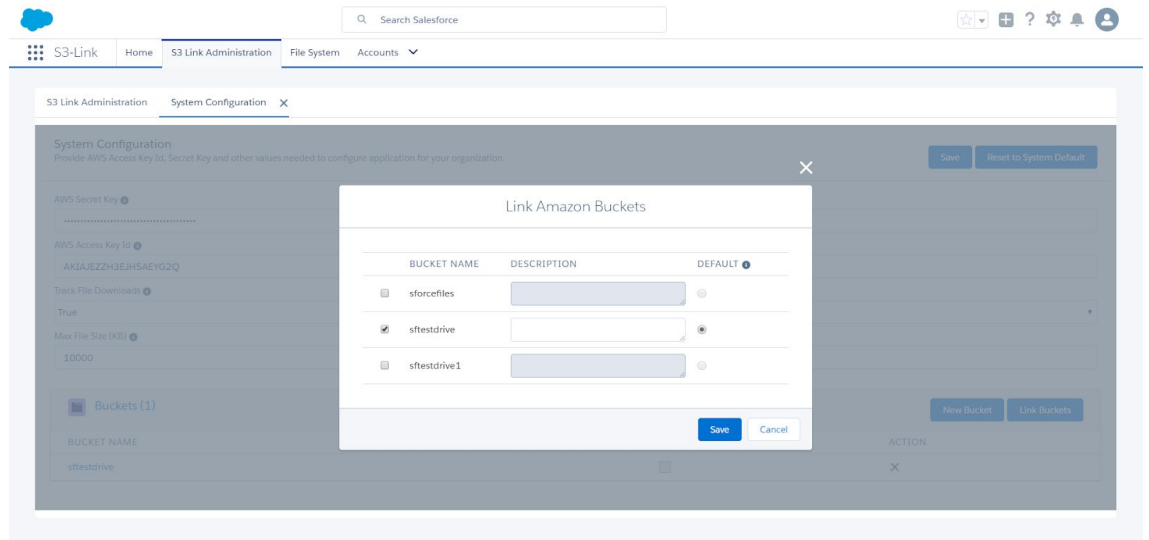 Search Salesforce
S3-Link Home S3 Link Administration File System Accounts
S3 Link Administration System Configuration
System Configuration
Provide AWS Access Key Id, Secret Key and other values needed to configure application for your organization.
Save Reset to System Default
AWS Secret Key
AWS Access Key Id
AKIAJEZZH3EJHSAEYG2Q
Track File Downloads
True
Max File Size (KB)
10000
Link Amazon Buckets
BUCKET NAME DESCRIPTION DEFAULT
sforcefiles
sftestdrive
sftestdrive1
Save Cancel
Buckets (1)
New Bucket Link Buckets
BUCKET NAME ACTION
sftestdrive